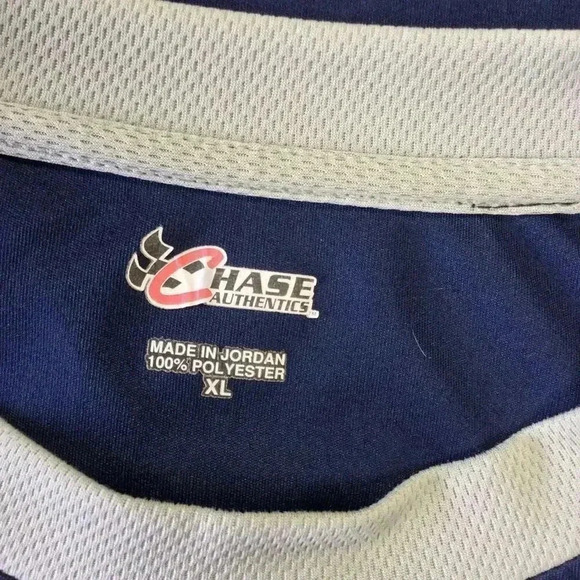 CHASE
AUTHENTICS
MADE IN JORDAN
100% POLYESTER
XL